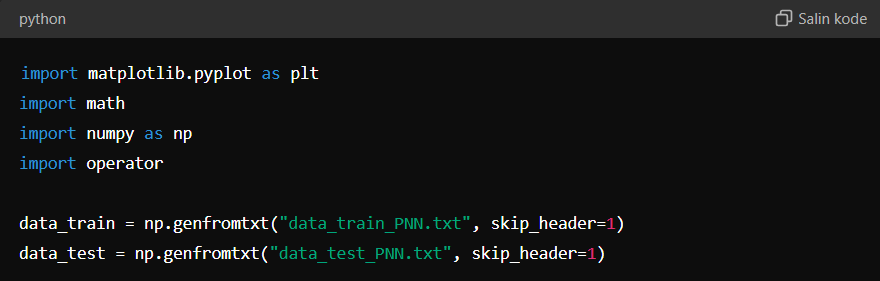 python
Salin kode
import matplotlib.pyplot as plt
import math
import numpy as np
import operator
data_train = np.genfromtxt("data_train_PNN.txt", skip_header=1)
data_test = np.genfromtxt("data_test_PNN.txt", skip_header=1)